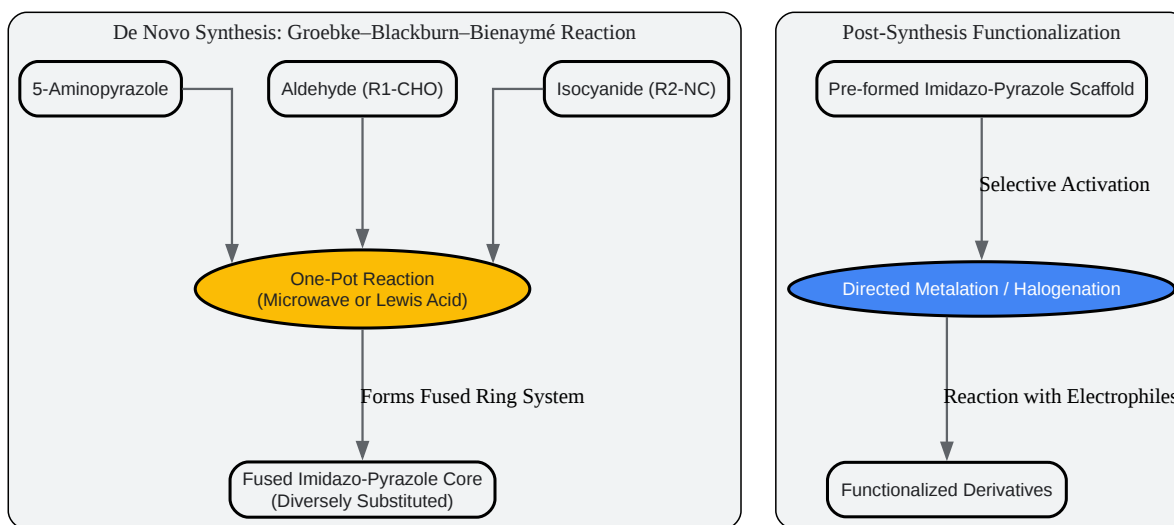 De Novo Synthesis: Groebke–Blackburn–Bienaymé Reaction
5-Aminopyrazole
Aldehyde (R1-CHO)
Isocyanide (R2-NC)
One-Pot Reaction
(Microwave or Lewis Acid)
Forms Fused Ring System
Fused Imidazo-Pyrazole Core
(Diversely Substituted)
Post-Synthesis Functionalization
Pre-formed Imidazo-Pyrazole Scaffold
Selective Activation
Directed Metalation / Halogenation
Reaction with Electrophiles
Functionalized Derivatives